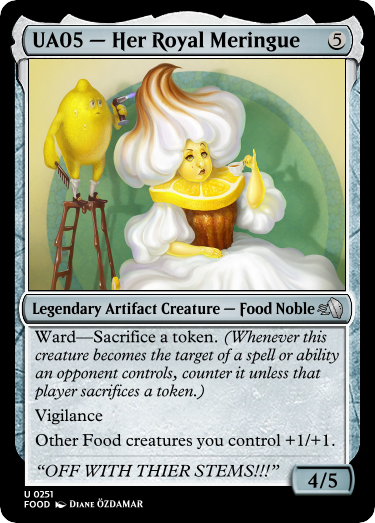 UA05 — Her Royal Meringue 5
Legendary Artifact Creature — Food Noble
Ward—Sacrifice a token. (Whenever this
creature becomes the target of a spell or ability
an opponent controls, counter it unless that
player sacrifices a token.)
Vigilance
Other Food creatures you control +1/+1.
“OFF WITH THIER STEMS!!!”
4/5
U 0251
FOOD Diane ÖZDAMAR